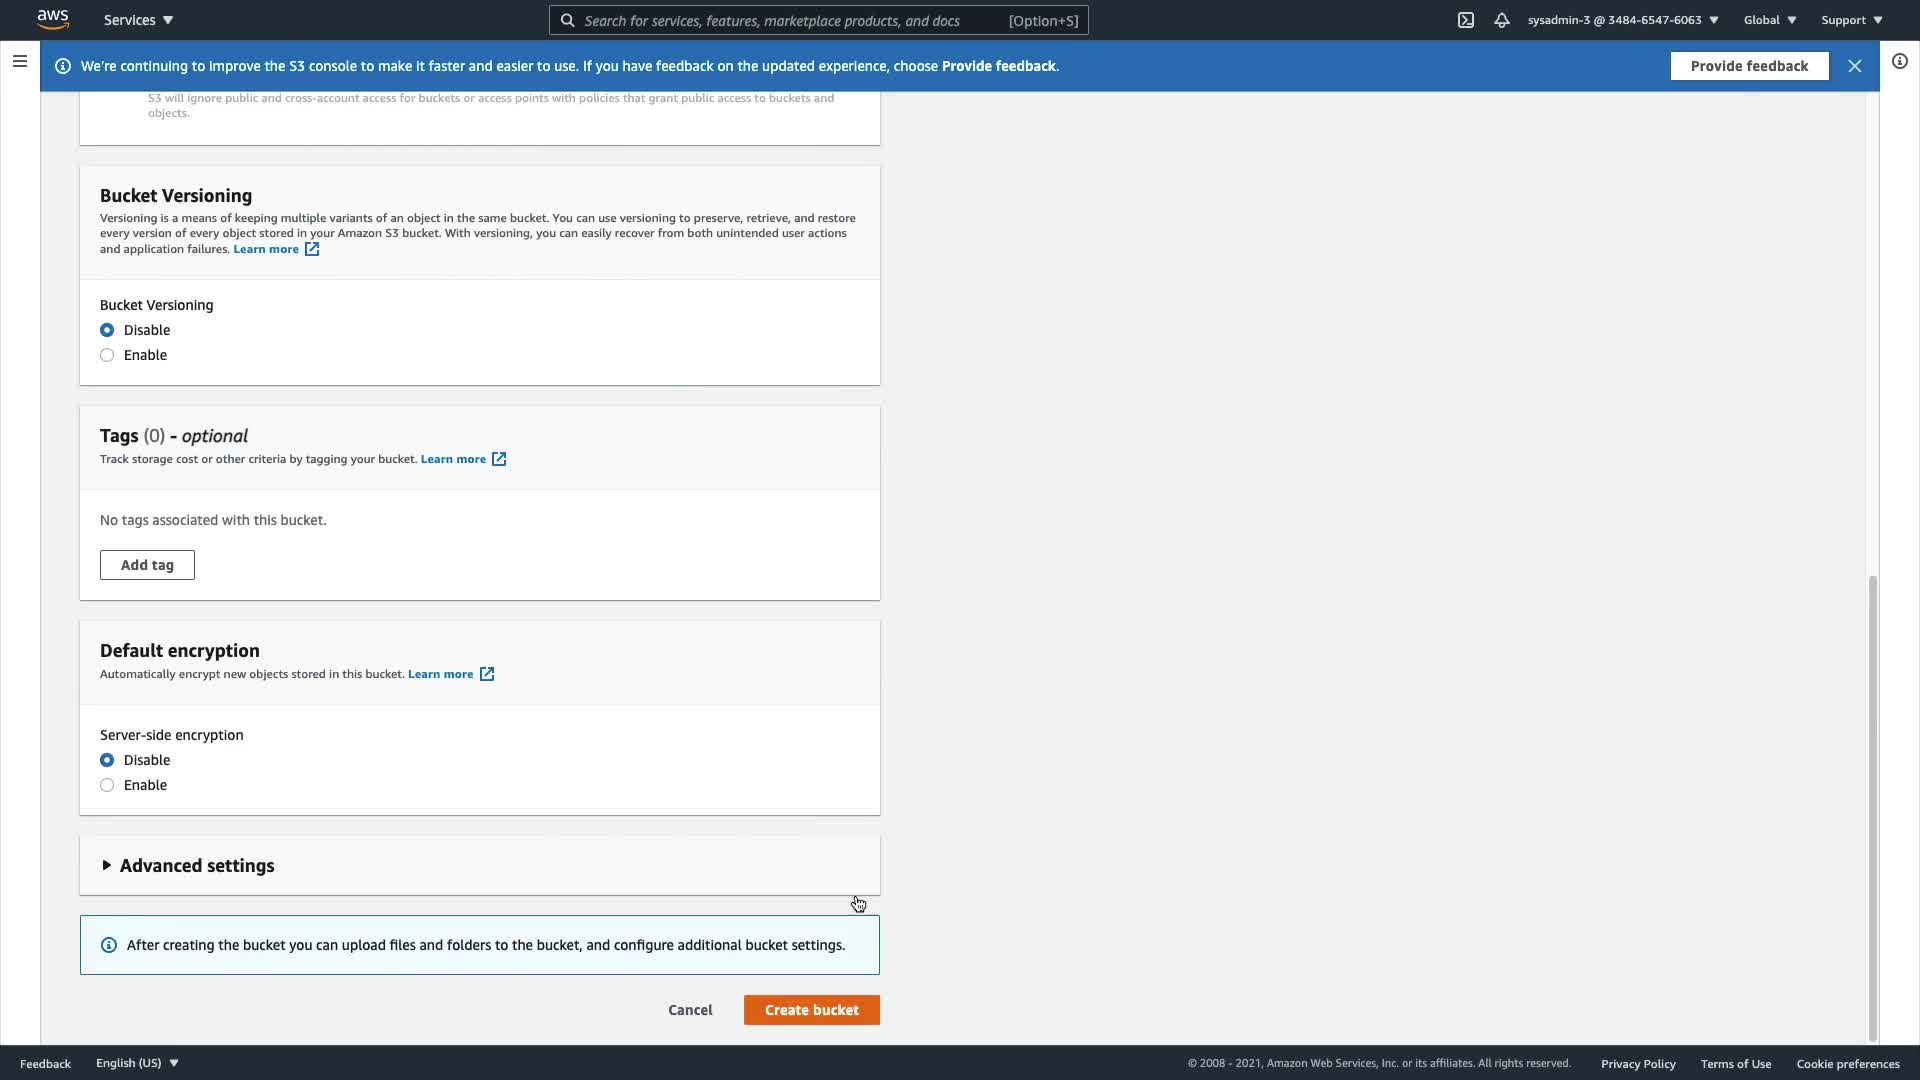 aws
Services
Search for services, features, marketplace products, and docs [Option+S]
sysadmin-3 @ 3484-6547-6063
Global
Support
We're continuing to improve the S3 console to make it faster and easier to use. If you have feedback on the updated experience, choose Provide feedback.
Provide feedback
S3 will ignore public and cross-account access for buckets or access points with policies that grant public access to buckets and
objects.
Bucket Versioning
Versioning is a means of keeping multiple variants of an object in the same bucket. You can use versioning to preserve, retrieve, and restore
every version of every object stored in your Amazon S3 bucket. With versioning, you can easily recover from both unintended user actions
and application failures. Learn more
Bucket Versioning
Disable
Enable
Tags (0) - optional
Track storage cost or other criteria by tagging your bucket. Learn more
No tags associated with this bucket.
Add tag
Default encryption
Automatically encrypt new objects stored in this bucket. Learn more
Server-side encryption
Disable
Enable
Advanced settings
After creating the bucket you can upload files and folders to the bucket, and configure additional bucket settings.
Cancel
Create bucket
Feedback
English (US)
© 2008 - 2021, Amazon Web Services, Inc. or its affiliates. All rights reserved.
Privacy Policy
Terms of Use
Cookie preferences